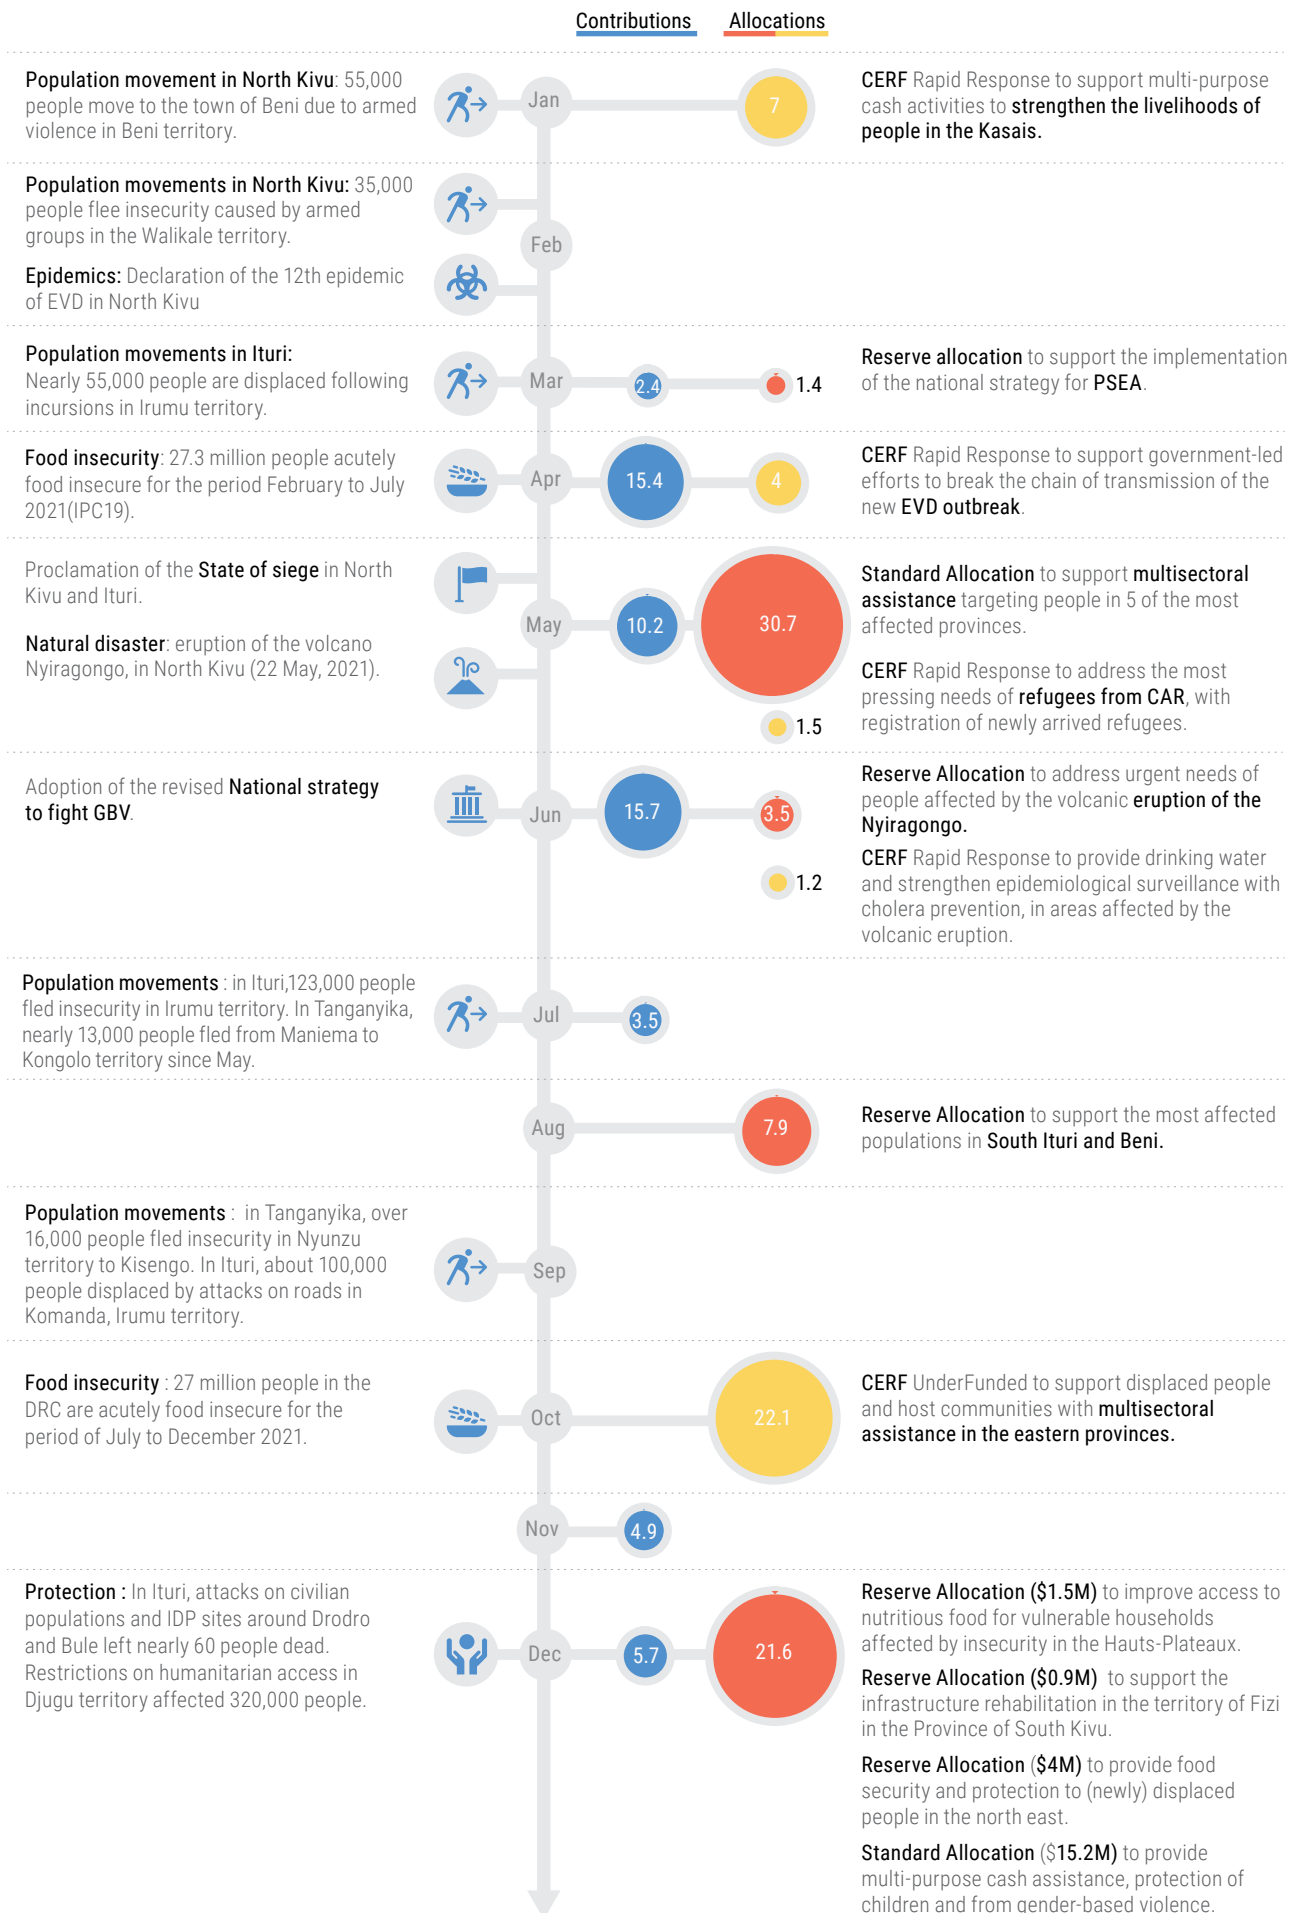 Contributions Allocations
Population movement in North Kivu: 55,000
people move to the town of Beni due to armed
violence in Beni territory.
Jan
7
CERF Rapid Response to support multi-purpose
cash activities to strengthen the livelihoods of
people in the Kasais.
Population movements in North Kivu: 35,000
people flee insecurity caused by armed
groups in the Walikale territory.
Feb
Epidemics: Declaration of the 12th epidemic
of EVD in North Kivu
Population movements in Ituri:
Nearly 55,000 people are displaced following
incursions in Irumu territory.
Mar
2.4
1.4
Reserve allocation to support the implementation
of the national strategy for PSEA.
Food insecurity: 27.3 million people acutely
food insecure for the period February to July
2021(IPC19).
Apr
15.4
4
CERF Rapid Response to support government-led
efforts to break the chain of transmission of the
new EVD outbreak.
Proclamation of the State of siege in North
Kivu and Ituri.
Natural disaster: eruption of the volcano
Nyiragongo, in North Kivu (22 May, 2021).
May
10.2
30.7
1.5
Standard Allocation to support multisectoral
assistance targeting people in 5 of the most
affected provinces.
CERF Rapid Response to address the most
pressing needs of refugees from CAR, with
registration of newly arrived refugees.
Adoption of the revised National strategy
to fight GBV.
Jun
15.7
3.5
1.2
Reserve Allocation to address urgent needs of
people affected by the volcanic eruption of the
Nyiragongo.
CERF Rapid Response to provide drinking water
and strengthen epidemiological surveillance with
cholera prevention, in areas affected by the
volcanic eruption.
Population movements : in Ituri,123,000 people
fled insecurity in Irumu territory. In Tanganyika,
nearly 13,000 people fled from Maniema to
Kongolo territory since May.
Jul
3.5
Aug
7.9
Reserve Allocation to support the most affected
populations in South Ituri and Beni.
Population movements : in Tanganyika, over
16,000 people fled insecurity in Nyunzu
territory to Kisengo. In Ituri, about 100,000
people displaced by attacks on roads in
Komanda, Irumu territory.
Sep
Food insecurity : 27 million people in the
DRC are acutely food insecure for the
period of July to December 2021.
Oct
22.1
CERF UnderFunded to support displaced people
and host communities with multisectoral
assistance in the eastern provinces.
Nov
4.9
Protection : In Ituri, attacks on civilian
populations and IDP sites around Drodro
and Bule left nearly 60 people dead.
Restrictions on humanitarian access in
Djugu territory affected 320,000 people.
Dec
5.7
21.6
Reserve Allocation ($1.5M) to improve access to
nutritious food for vulnerable households
affected by insecurity in the Hauts-Plateaux.
Reserve Allocation ($0.9M) to support the
infrastructure rehabilitation in the territory of Fizi
in the Province of South Kivu.
Reserve Allocation ($4M) to provide food
security and protection to (newly) displaced
people in the north east.
Standard Allocation ($15.2M) to provide
multi-purpose cash assistance, protection of
children and from gender-based violence.